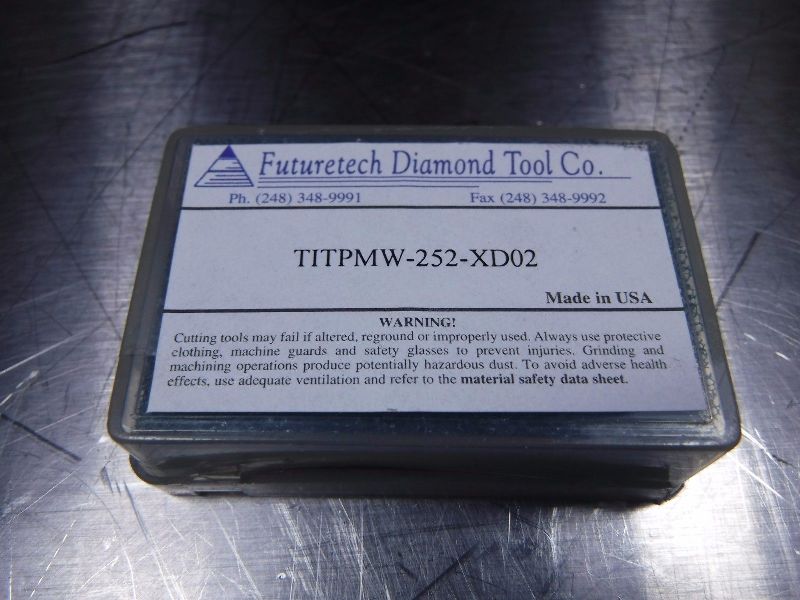 Futuretech Diamond Tool Co.
Ph. (248) 348-9991 Fax (248) 348-9992
TITPMW-252-XD02
Made in USA
WARNING!
Cutting tools may fail if altered, reground or improperly used. Always use protective
clothing, machine guards and safety glasses to prevent injuries. Grinding and
machining operations produce potentially hazardous dust. To avoid adverse health
effects, use adequate ventilation and refer to the material safety data sheet.